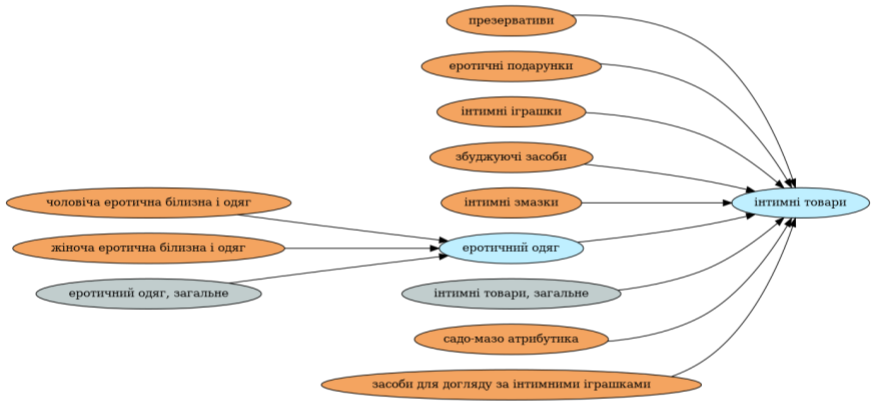 презервативи
еротичні подарунки
інтимні іграшки
збуджуючі засоби
чоловіча еротична білизна і одяг
інтимні змазки
інтимні товари
жіноча еротична білизна і одяг
еротичний одяг
еротичний одяг, загальне
інтимні товари, загальне
садо-мазо атрибутика
засоби для догляду за інтимними іграшками